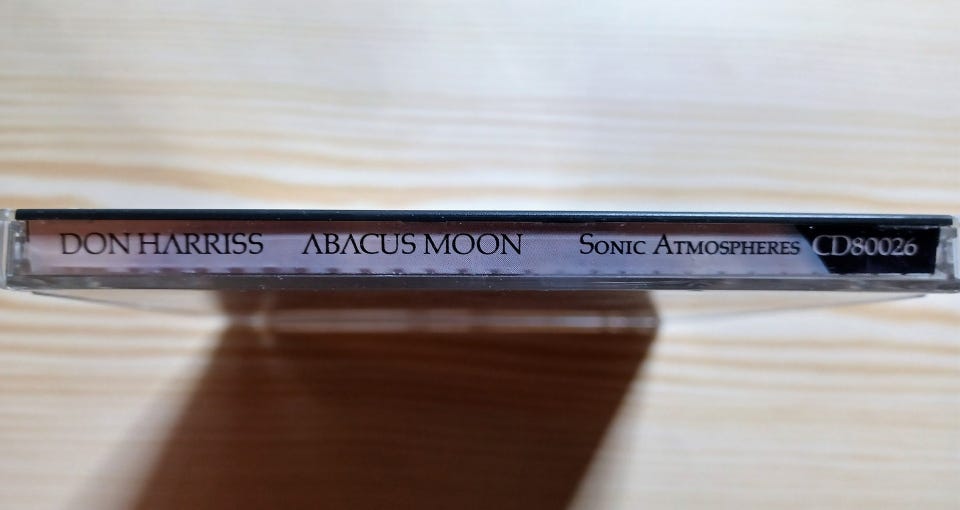 DON HARRISS ABACUS MOON SONIC ATMOSPHERES CD80026